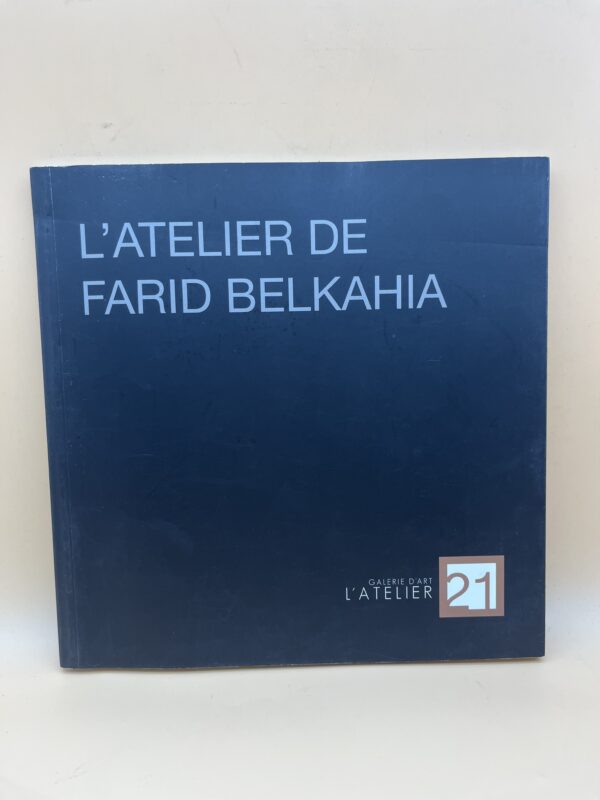 L'ATELIER DE
FARID BELKAHIA
GALERIE D'ART
L'ATELIER 21